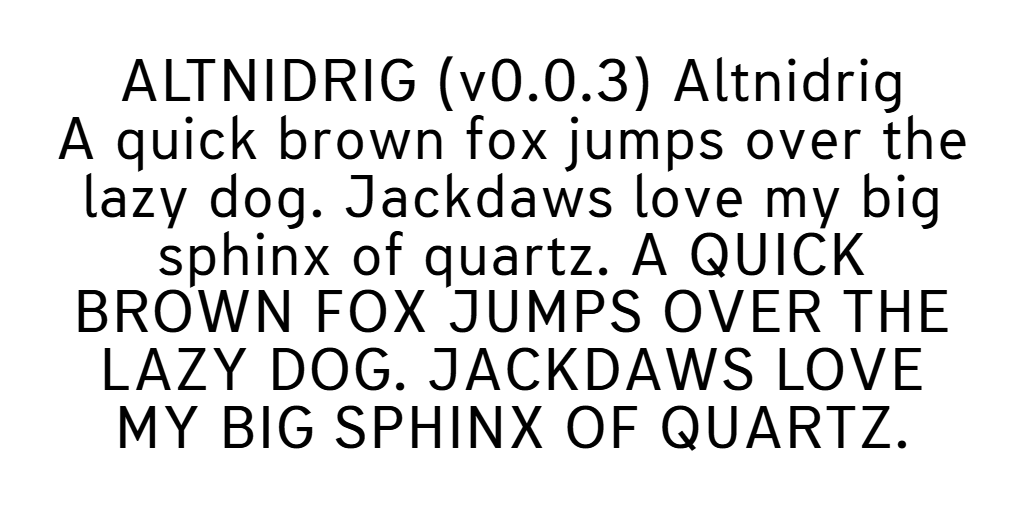 ALTNIDRIG (v0.0.3) Altnidrig
A quick brown fox jumps over the
lazy dog. Jackdaws love my big
sphinx of quartz. A QUICK
BROWN FOX JUMPS OVER THE
LAZY DOG. JACKDAWS LOVE
MY BIG SPHINX OF QUARTZ.